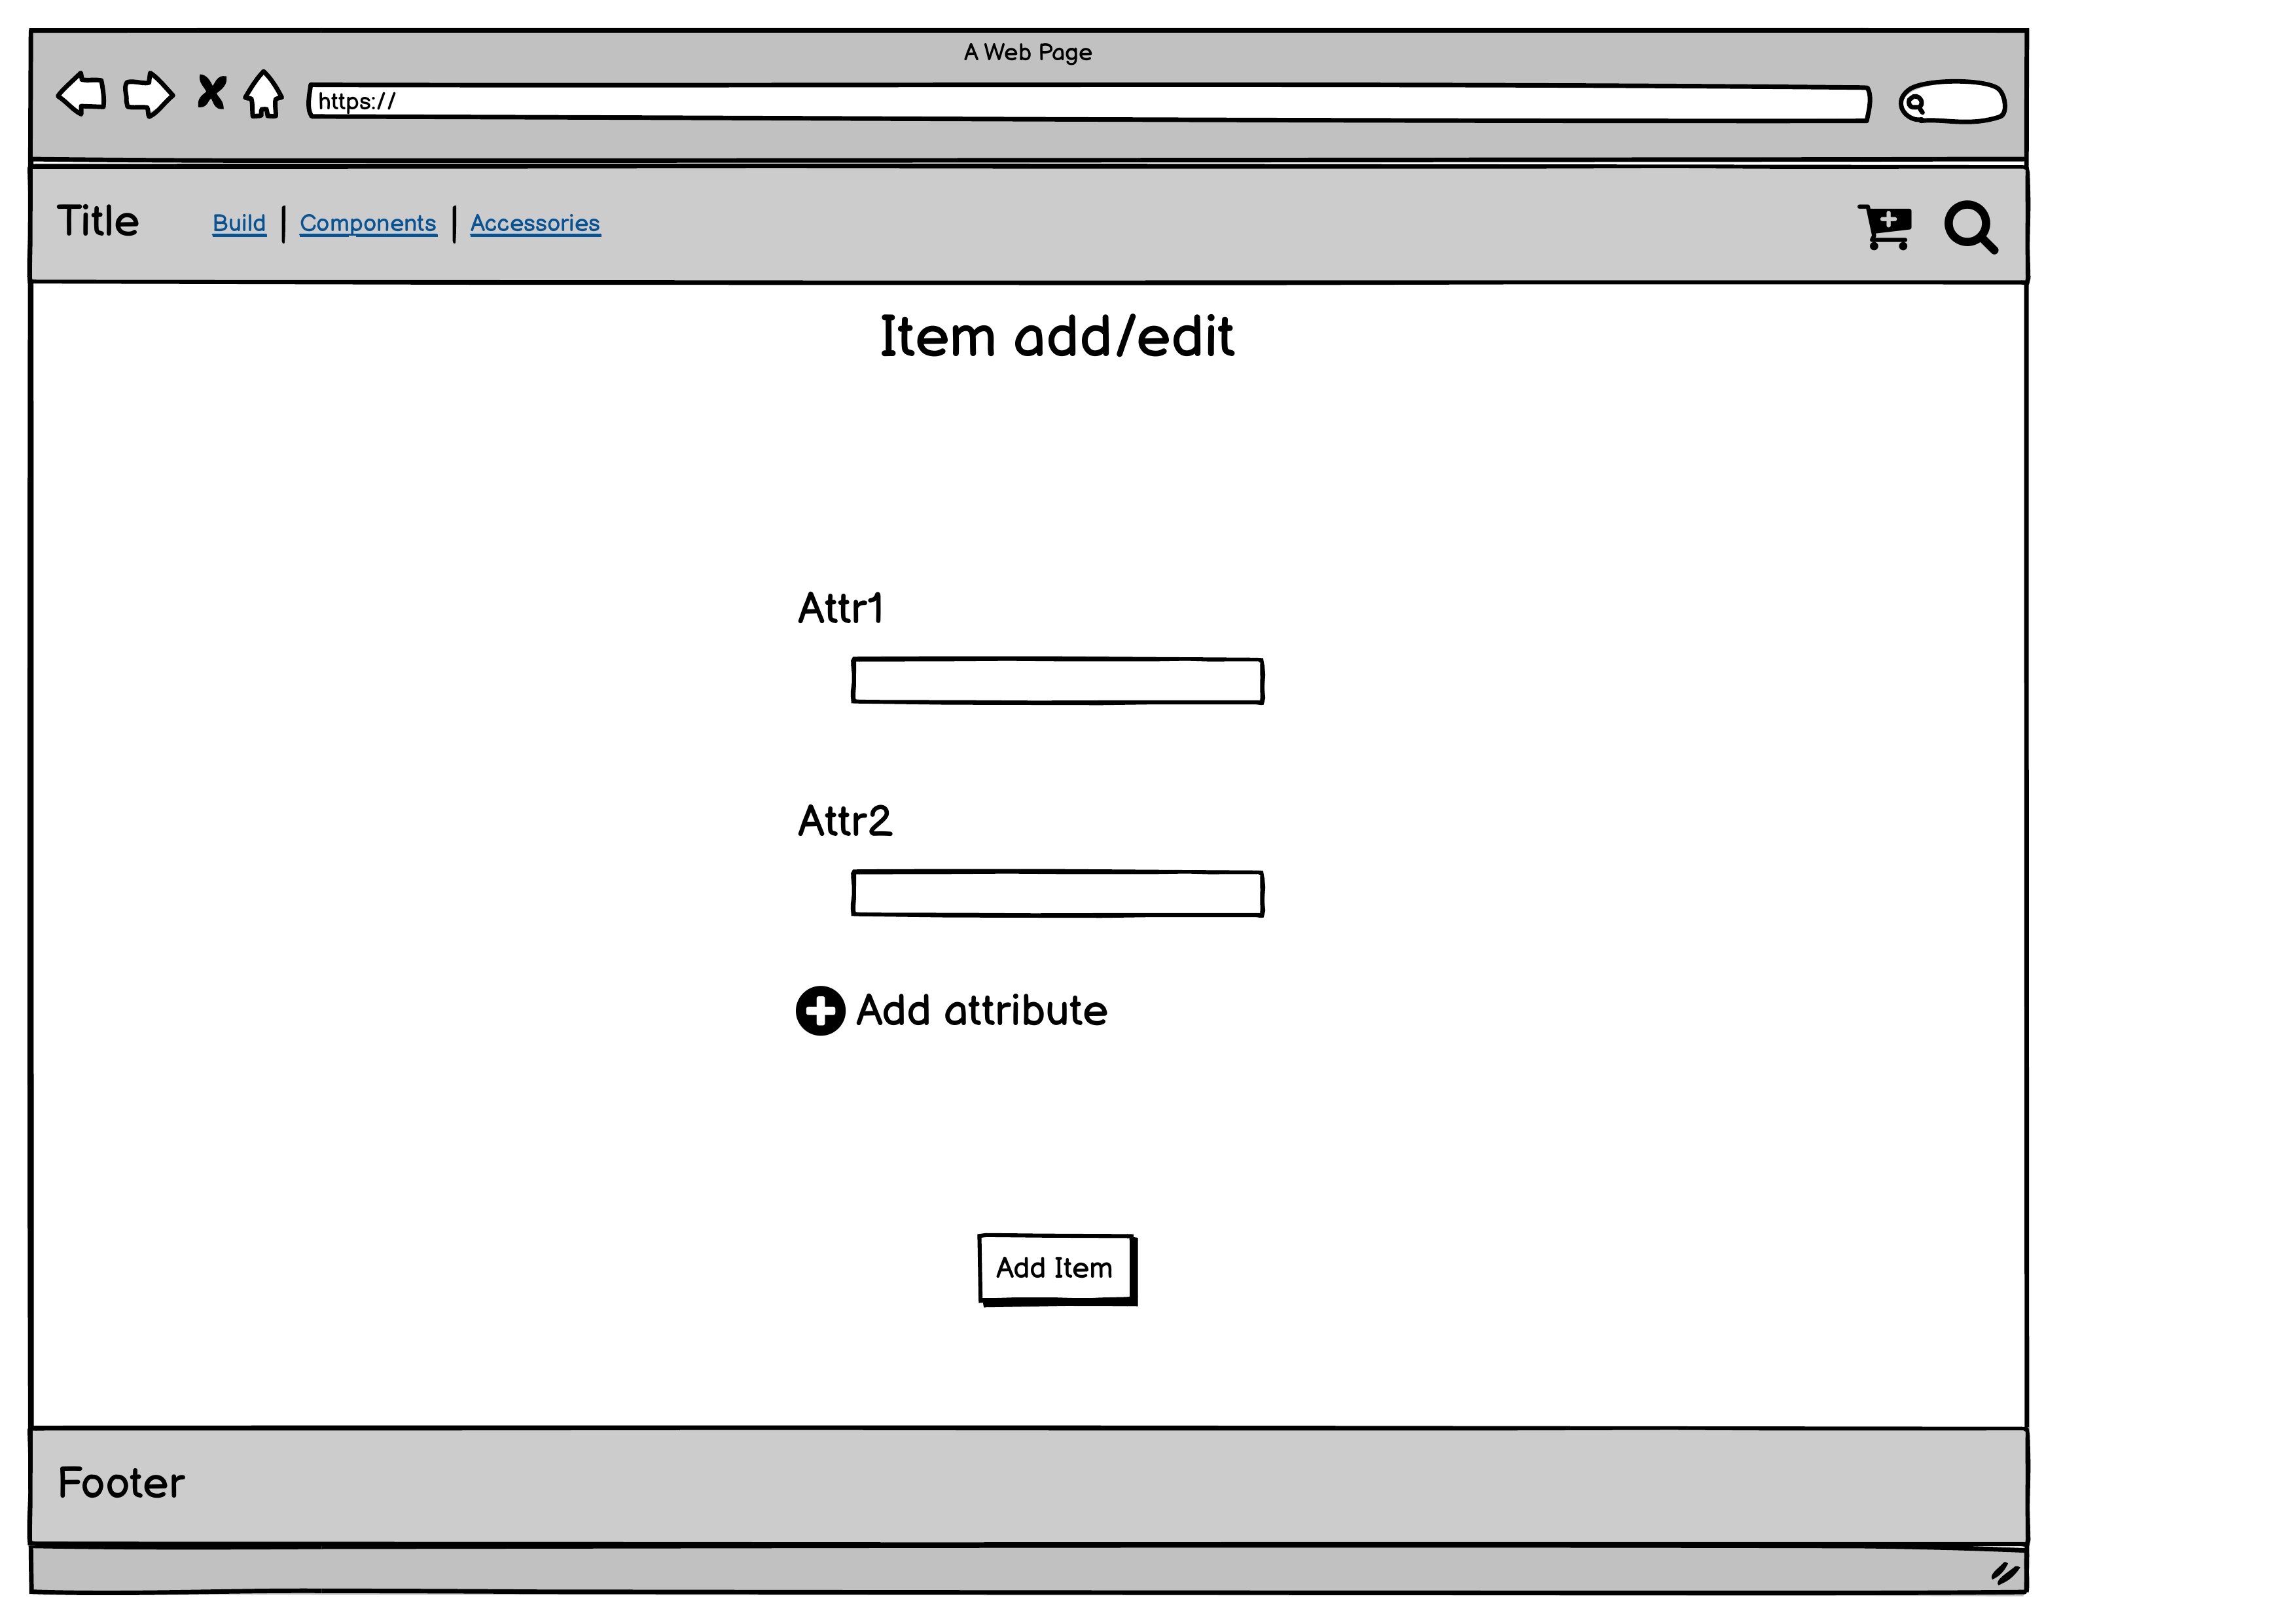 A Web Page
https://
Title Build Components Accessories
Item add/edit
Attr1
Attr2
Add attribute
Add Item
Footer